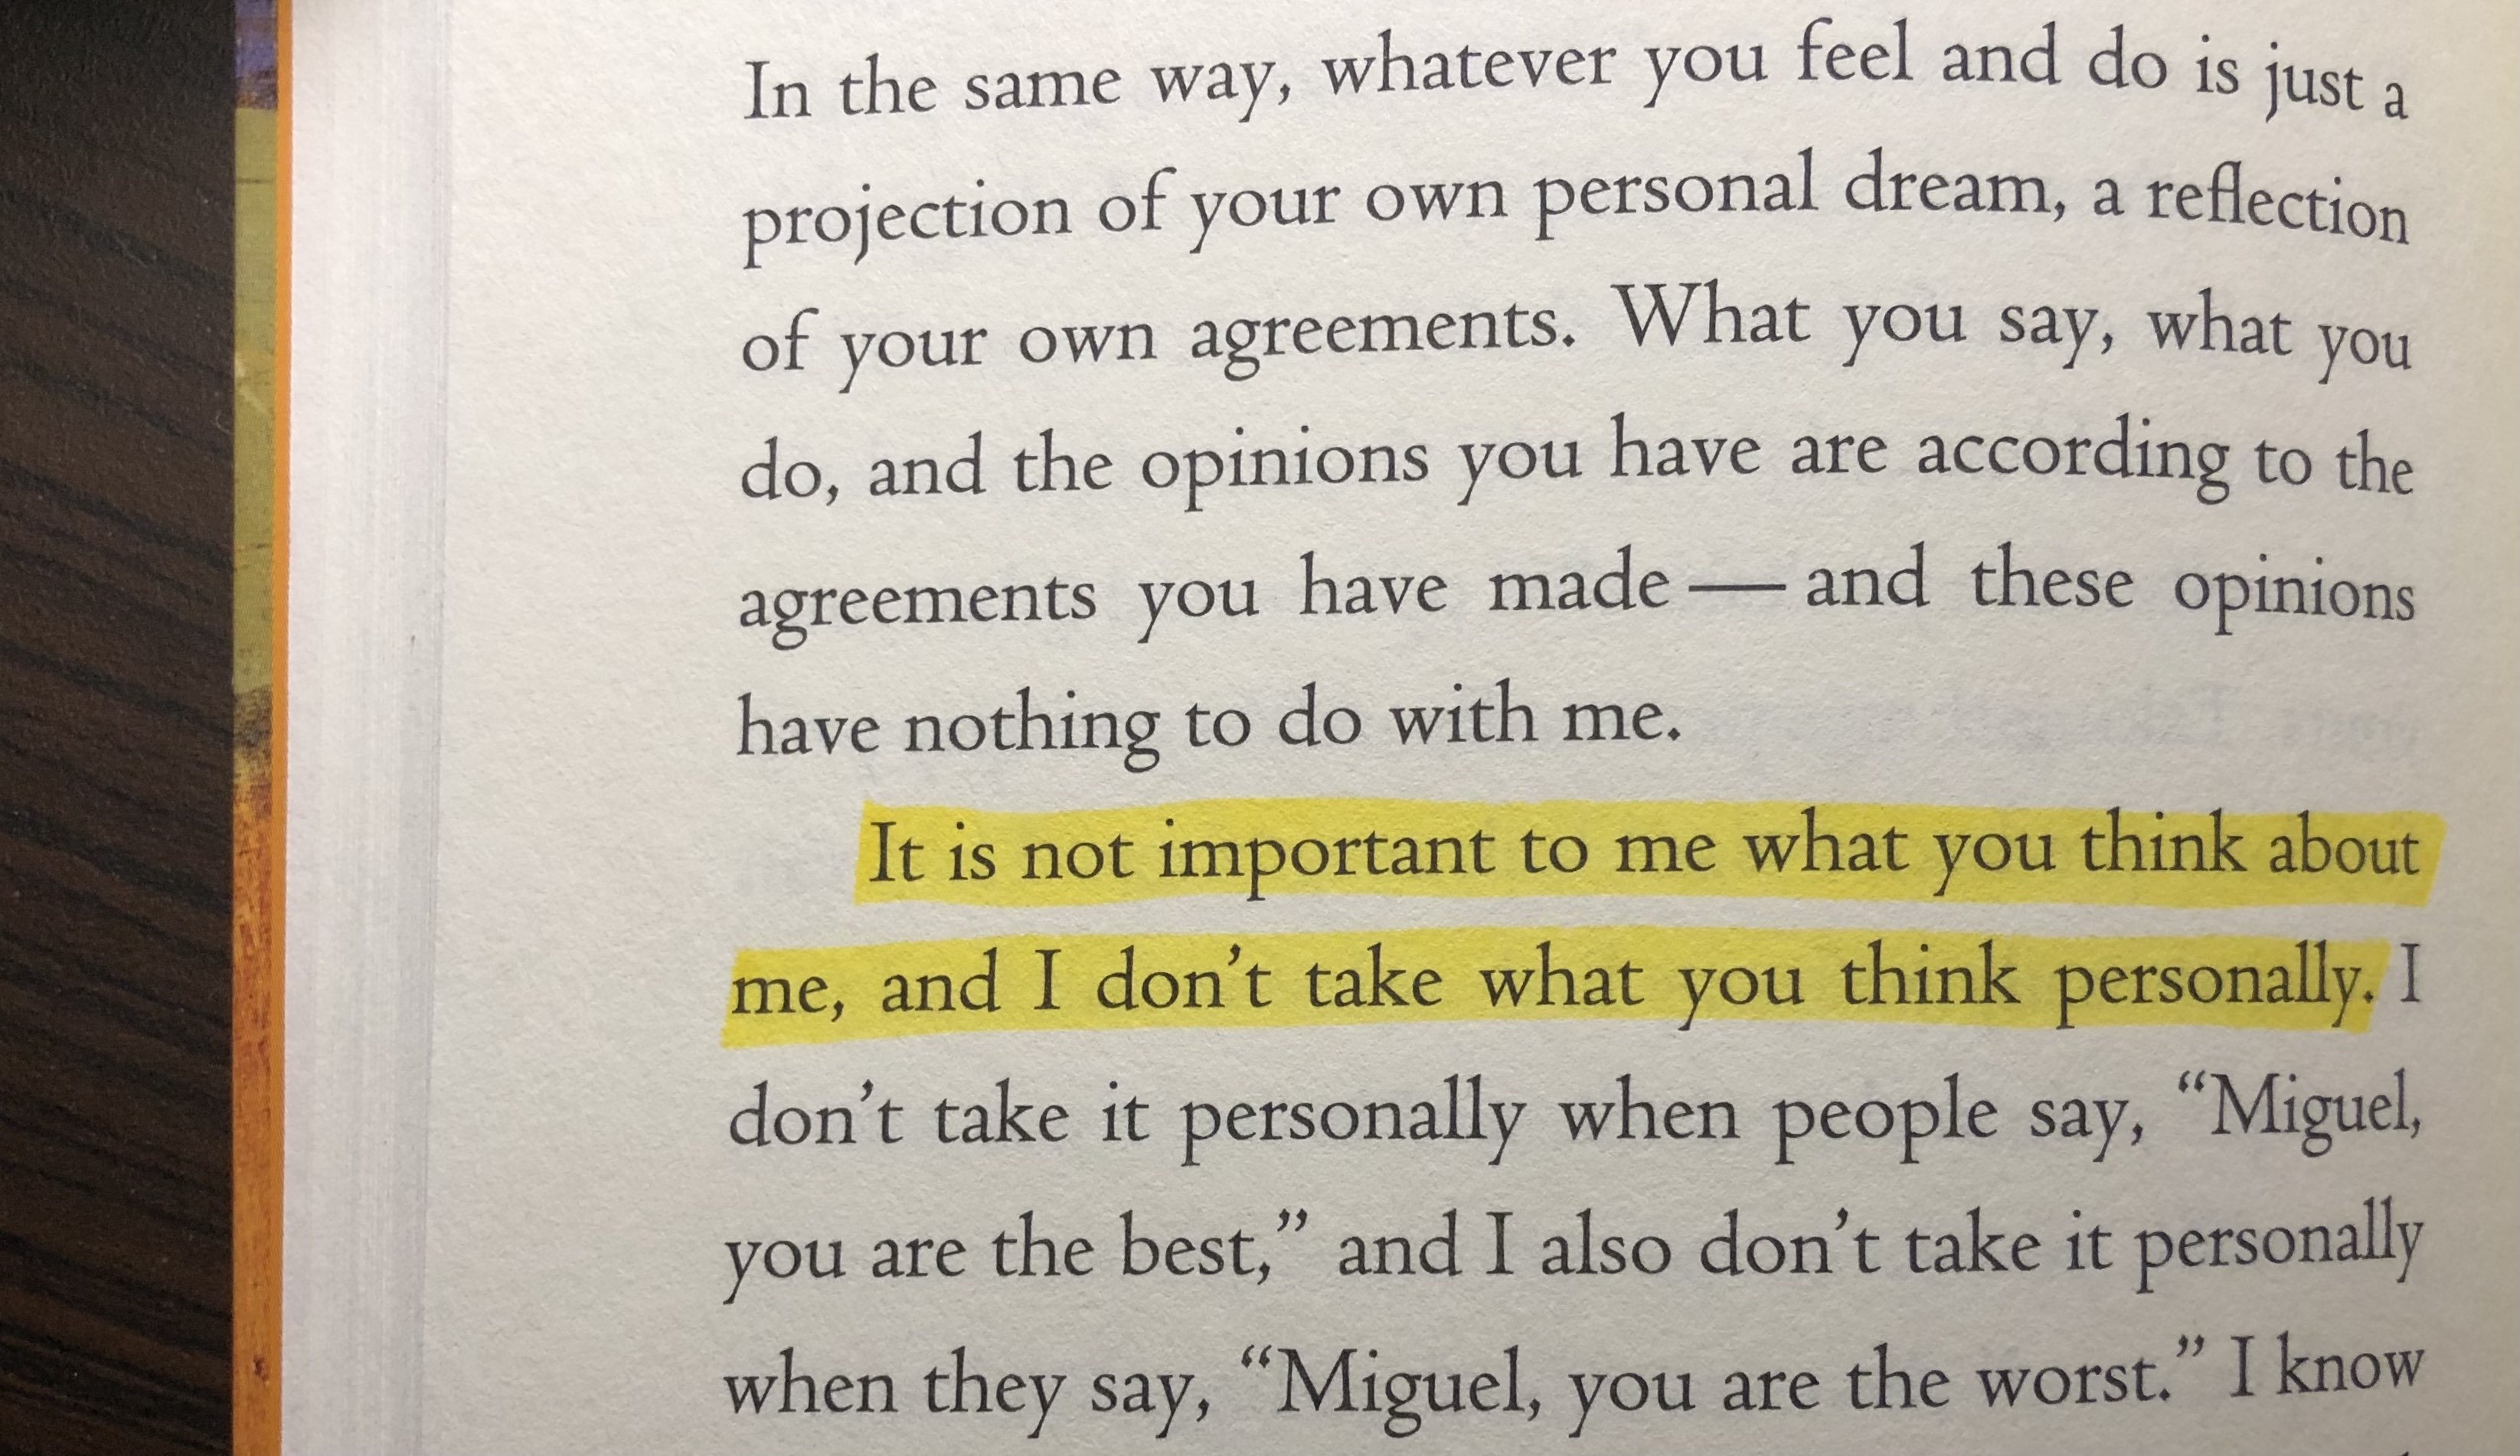 In the same way, whatever you feel and do is just a
projection of your own personal dream, a reflection
of your own agreements. What you say, what you
do, and the opinions you have are according to the
agreements you have made — and these opinions
have nothing to do with me.
It is not important to me what you think about
me, and I don’t take what you think personally. I
don’t take it personally when people say, “Miguel,
you are the best,” and I also don’t take it personally
when they say, “Miguel, you are the worst.” I know